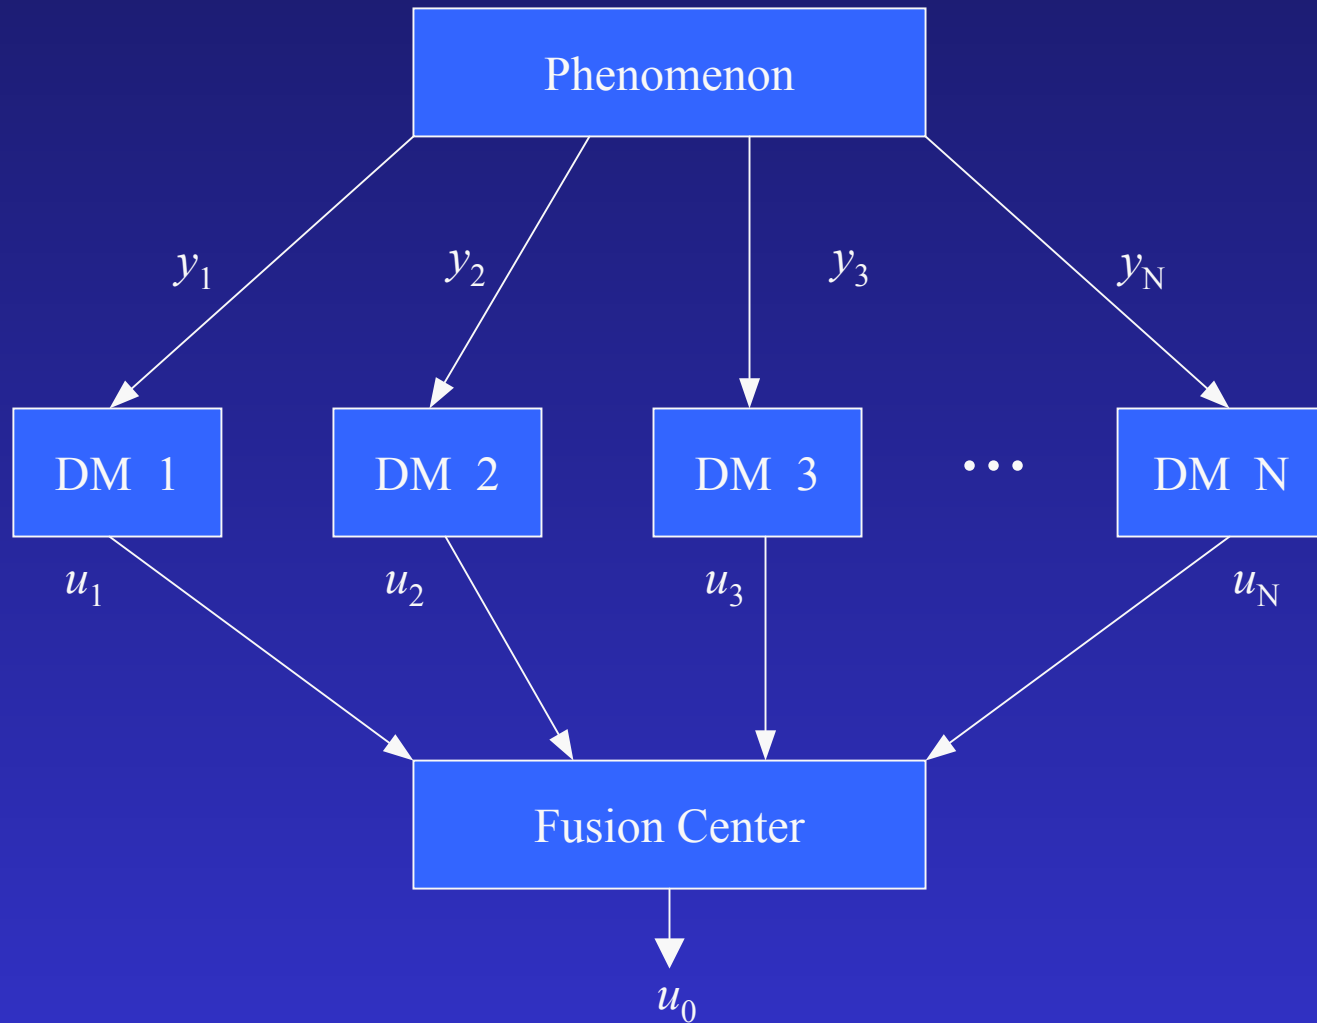 Phenomenon
y1
y2
y3
yN
DM 1
DM 2
DM 3
...
DM N
u1
u2
u3
uN
Fusion Center
u0